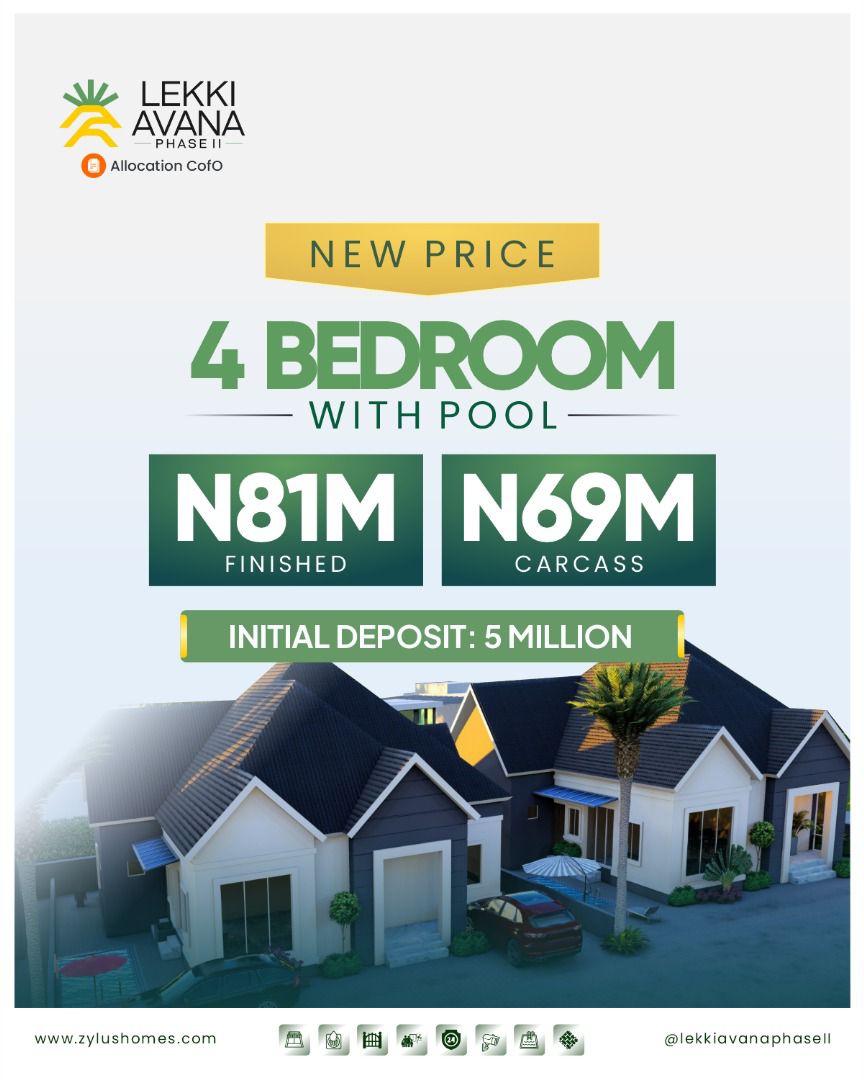 LEKKI
AVANA
PHASE II
Allocation CofO
NEW PRICE
4 BEDROOM
WITH POOL
N81M
FINISHED
N69M
CARCASS
INITIAL DEPOSIT: 5 MILLION
www.zylushomes.com
24
@lekkiavanaphaseII